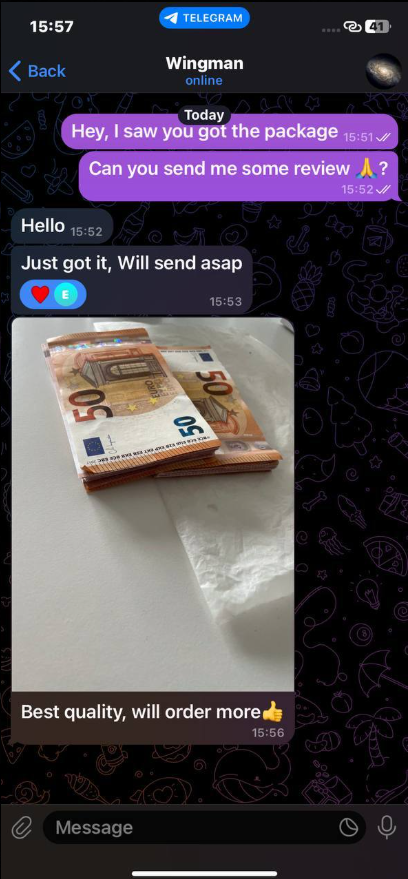 15:57
TELEGRAM
41
Back
Wingman
online
Today
Hey, I saw you got the package 15:51
Can you send me some review 🙏?
15:52
Hello 15:52
Just got it, Will send asap
❤️ E
15:53
50
50
50
EURO
Best quality, will order more👍
15:56
Message